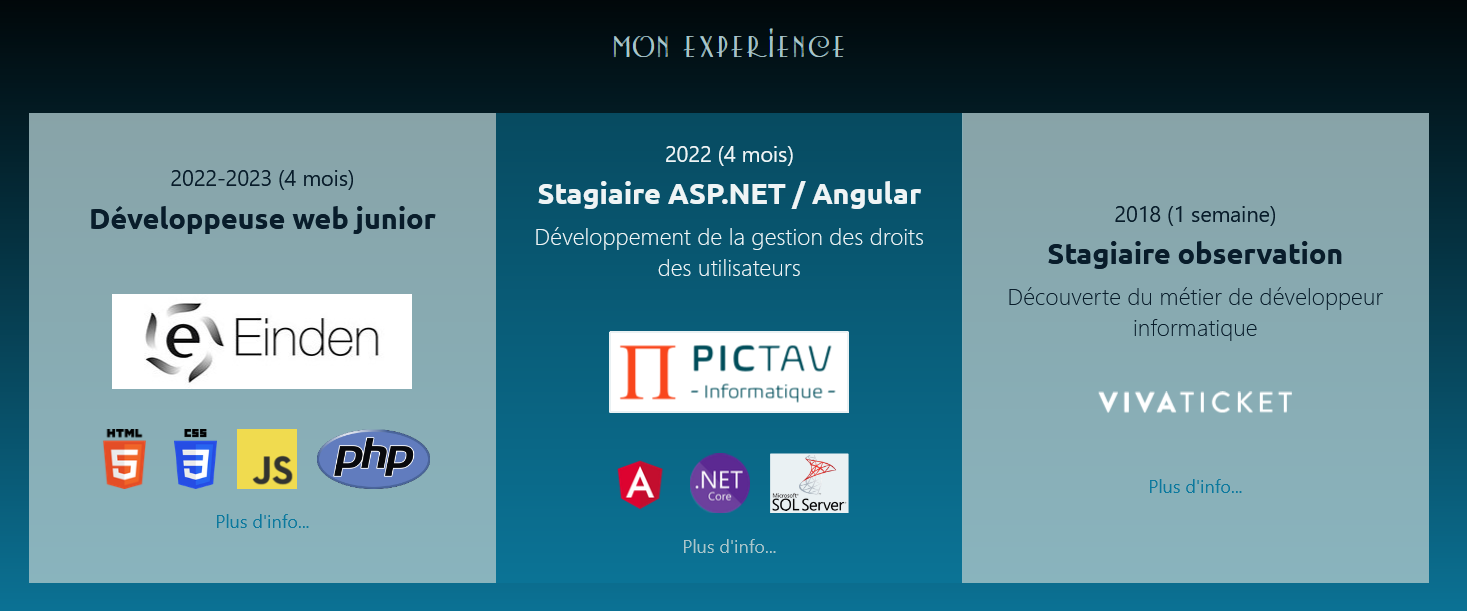 MON EXPERIENCE
2022-2023 (4 mois)
Développeuse web junior
e Einden
HTML
5
CSS
3
JS
php
Plus d'info...
2022 (4 mois)
Stagiaire ASP.NET / Angular
Développement de la gestion des droits
des utilisateurs
PICTAV
- Informatique -
A
.NET
Core
Microsoft
SQL Server
Plus d'info...
2018 (1 semaine)
Stagiaire observation
Découverte du métier de développeur
informatique
VIVATICKET
Plus d'info...